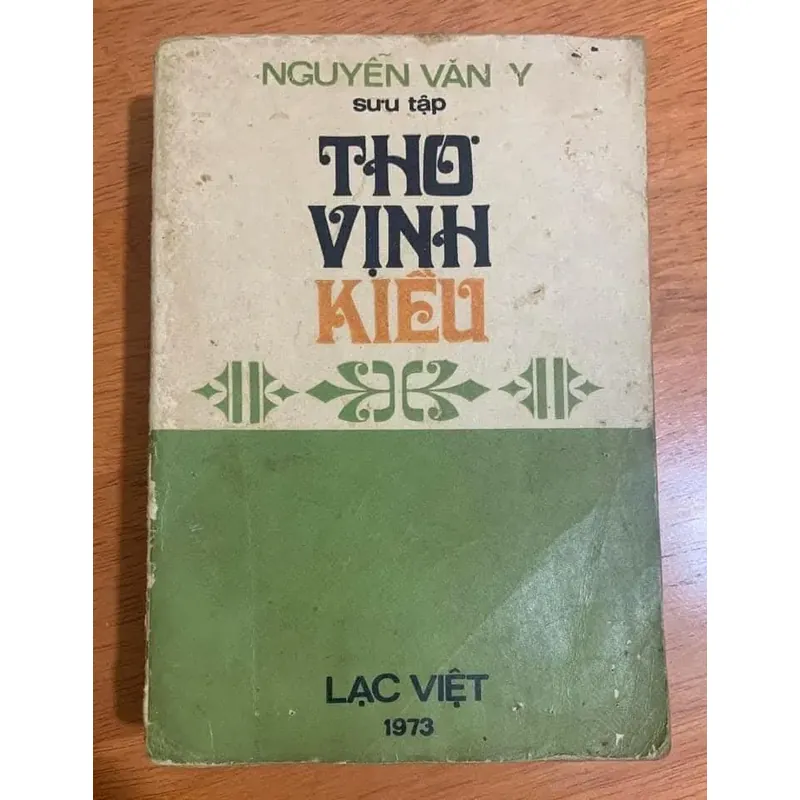 NGUYỄN VĂN Y
sưu tập
THƠ
VỊNH
KIỀU
LẠC VIỆT
1973